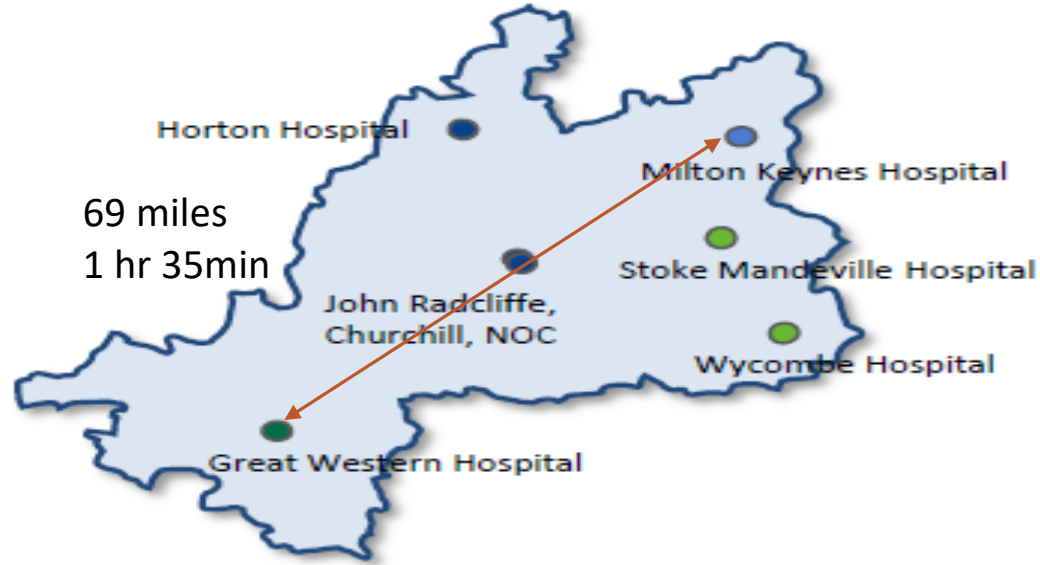 Horton Hospital
Milton Keynes Hospital
69 miles
1 hr 35min
Stoke Mandeville Hospital
John Radcliffe,
Churchill, NOC
Wycombe Hospital
Great Western Hospital